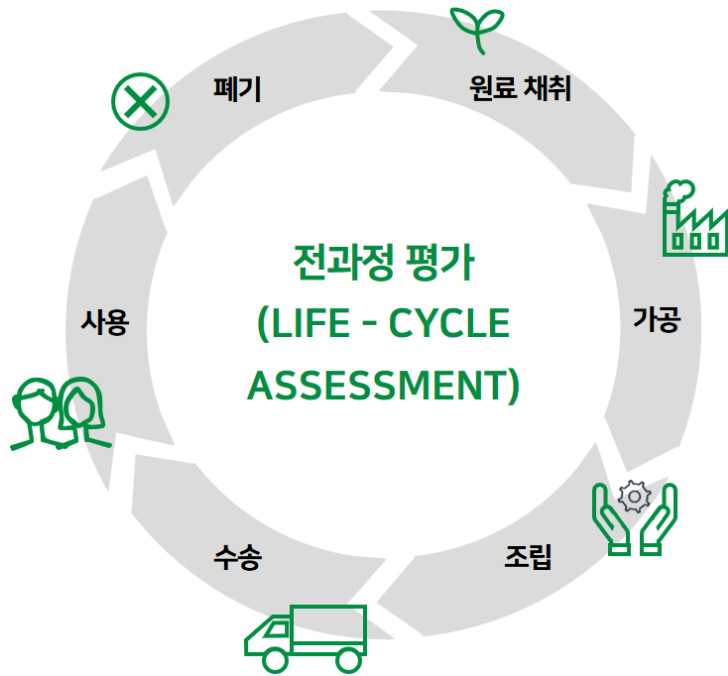 폐기
원료 채취
전과정 평가
(LIFE - CYCLE
ASSESSMENT)
사용
가공
수송
조립